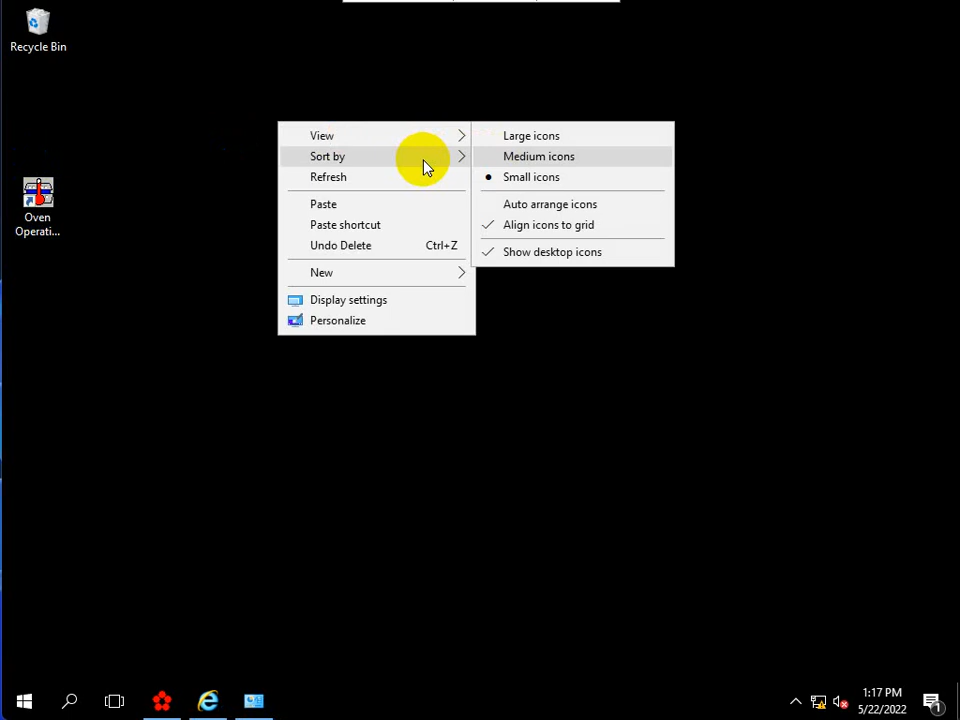 Recycle Bin
Oven
Operati...
View
Sort by
Refresh
Paste
Paste shortcut
Undo Delete Ctrl+Z
New
Display settings
Personalize
Large icons
Medium icons
Small icons
Auto arrange icons
Align icons to grid
Show desktop icons
1:17 PM
5/22/2022
1